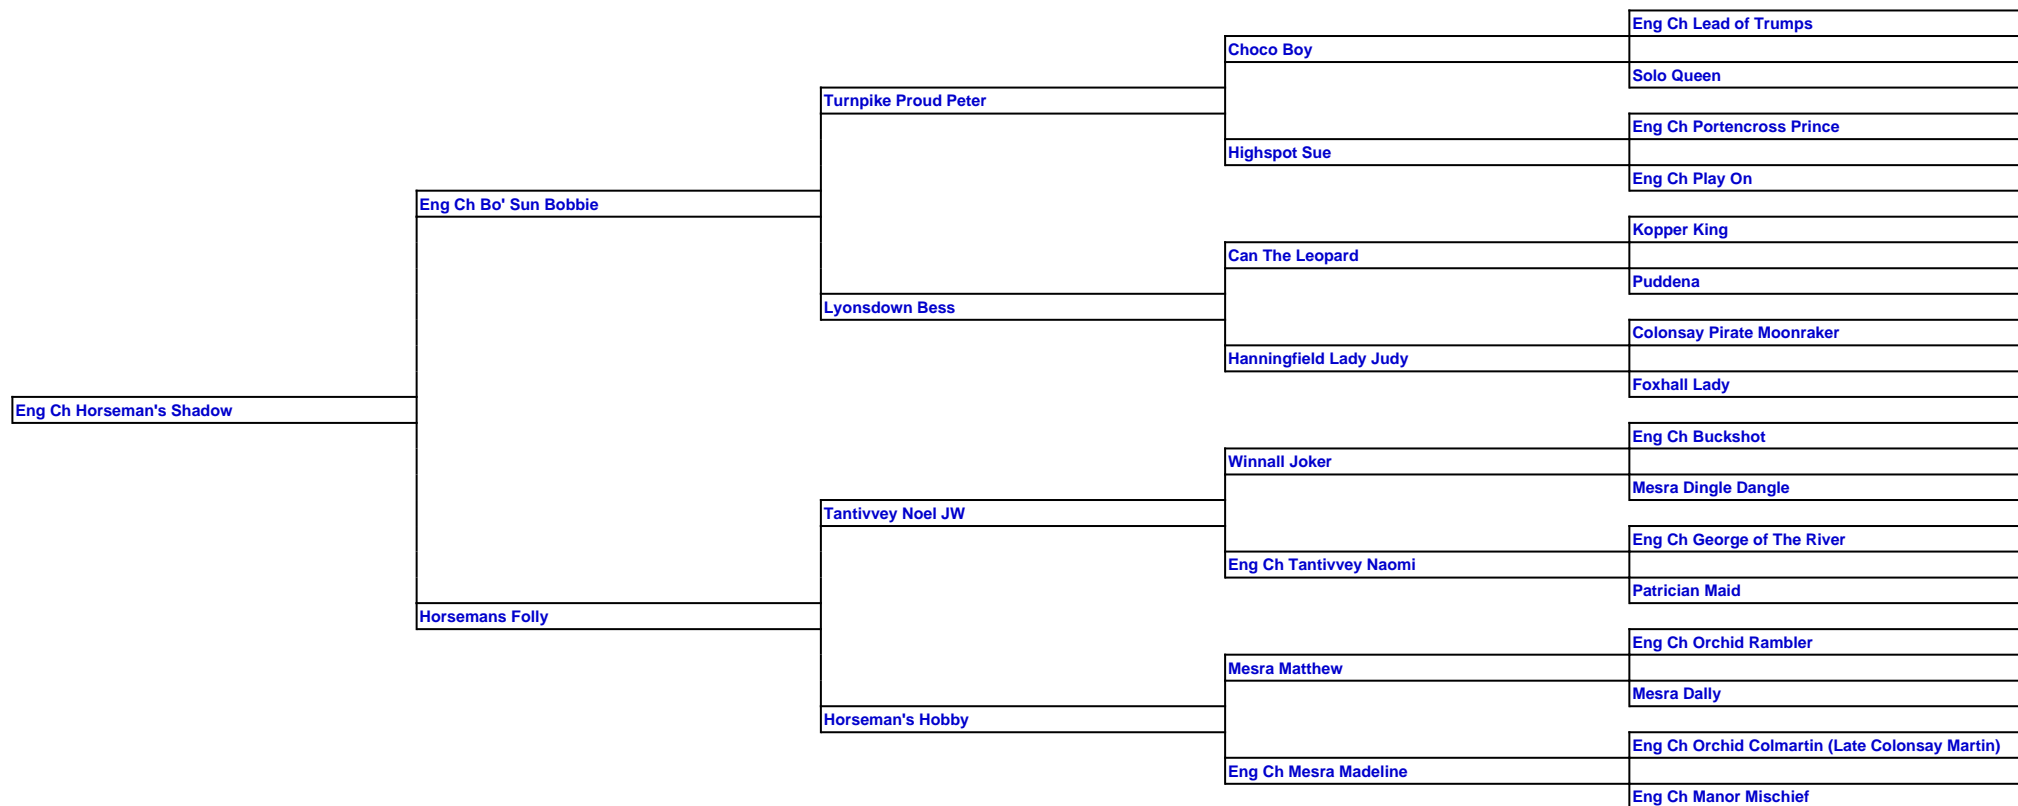 Eng Ch Lead of Trumps
Choco Boy
Solo Queen
Turnpike Proud Peter
Eng Ch Portencross Prince
Highspot Sue
Eng Ch Play On
Eng Ch Bo' Sun Bobbie
Kopper King
Can The Leopard
Puddena
Lyonsdown Bess
Colonsay Pirate Moonraker
Hanningfield Lady Judy
Foxhall Lady
Eng Ch Horseman's Shadow
Eng Ch Buckshot
Winnall Joker
Mesra Dingle Dangle
Tantivvey Noel JW
Eng Ch George of The River
Eng Ch Tantivvey Naomi
Patrician Maid
Horsemans Folly
Eng Ch Orchid Rambler
Mesra Matthew
Mesra Dally
Horseman's Hobby
Eng Ch Orchid Colmartin (Late Colonsay Martin)
Eng Ch Mesra Madeline
Eng Ch Manor Mischief